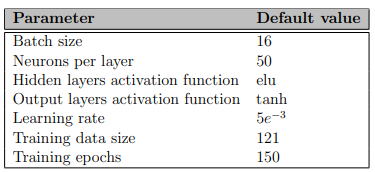 Parameter Default value
Batch size 16
Neurons per layer 50
Hidden layers activation function elu
Output layers activation function tanh
Learning rate 5e⁻³
Training data size 121
Training epochs 150